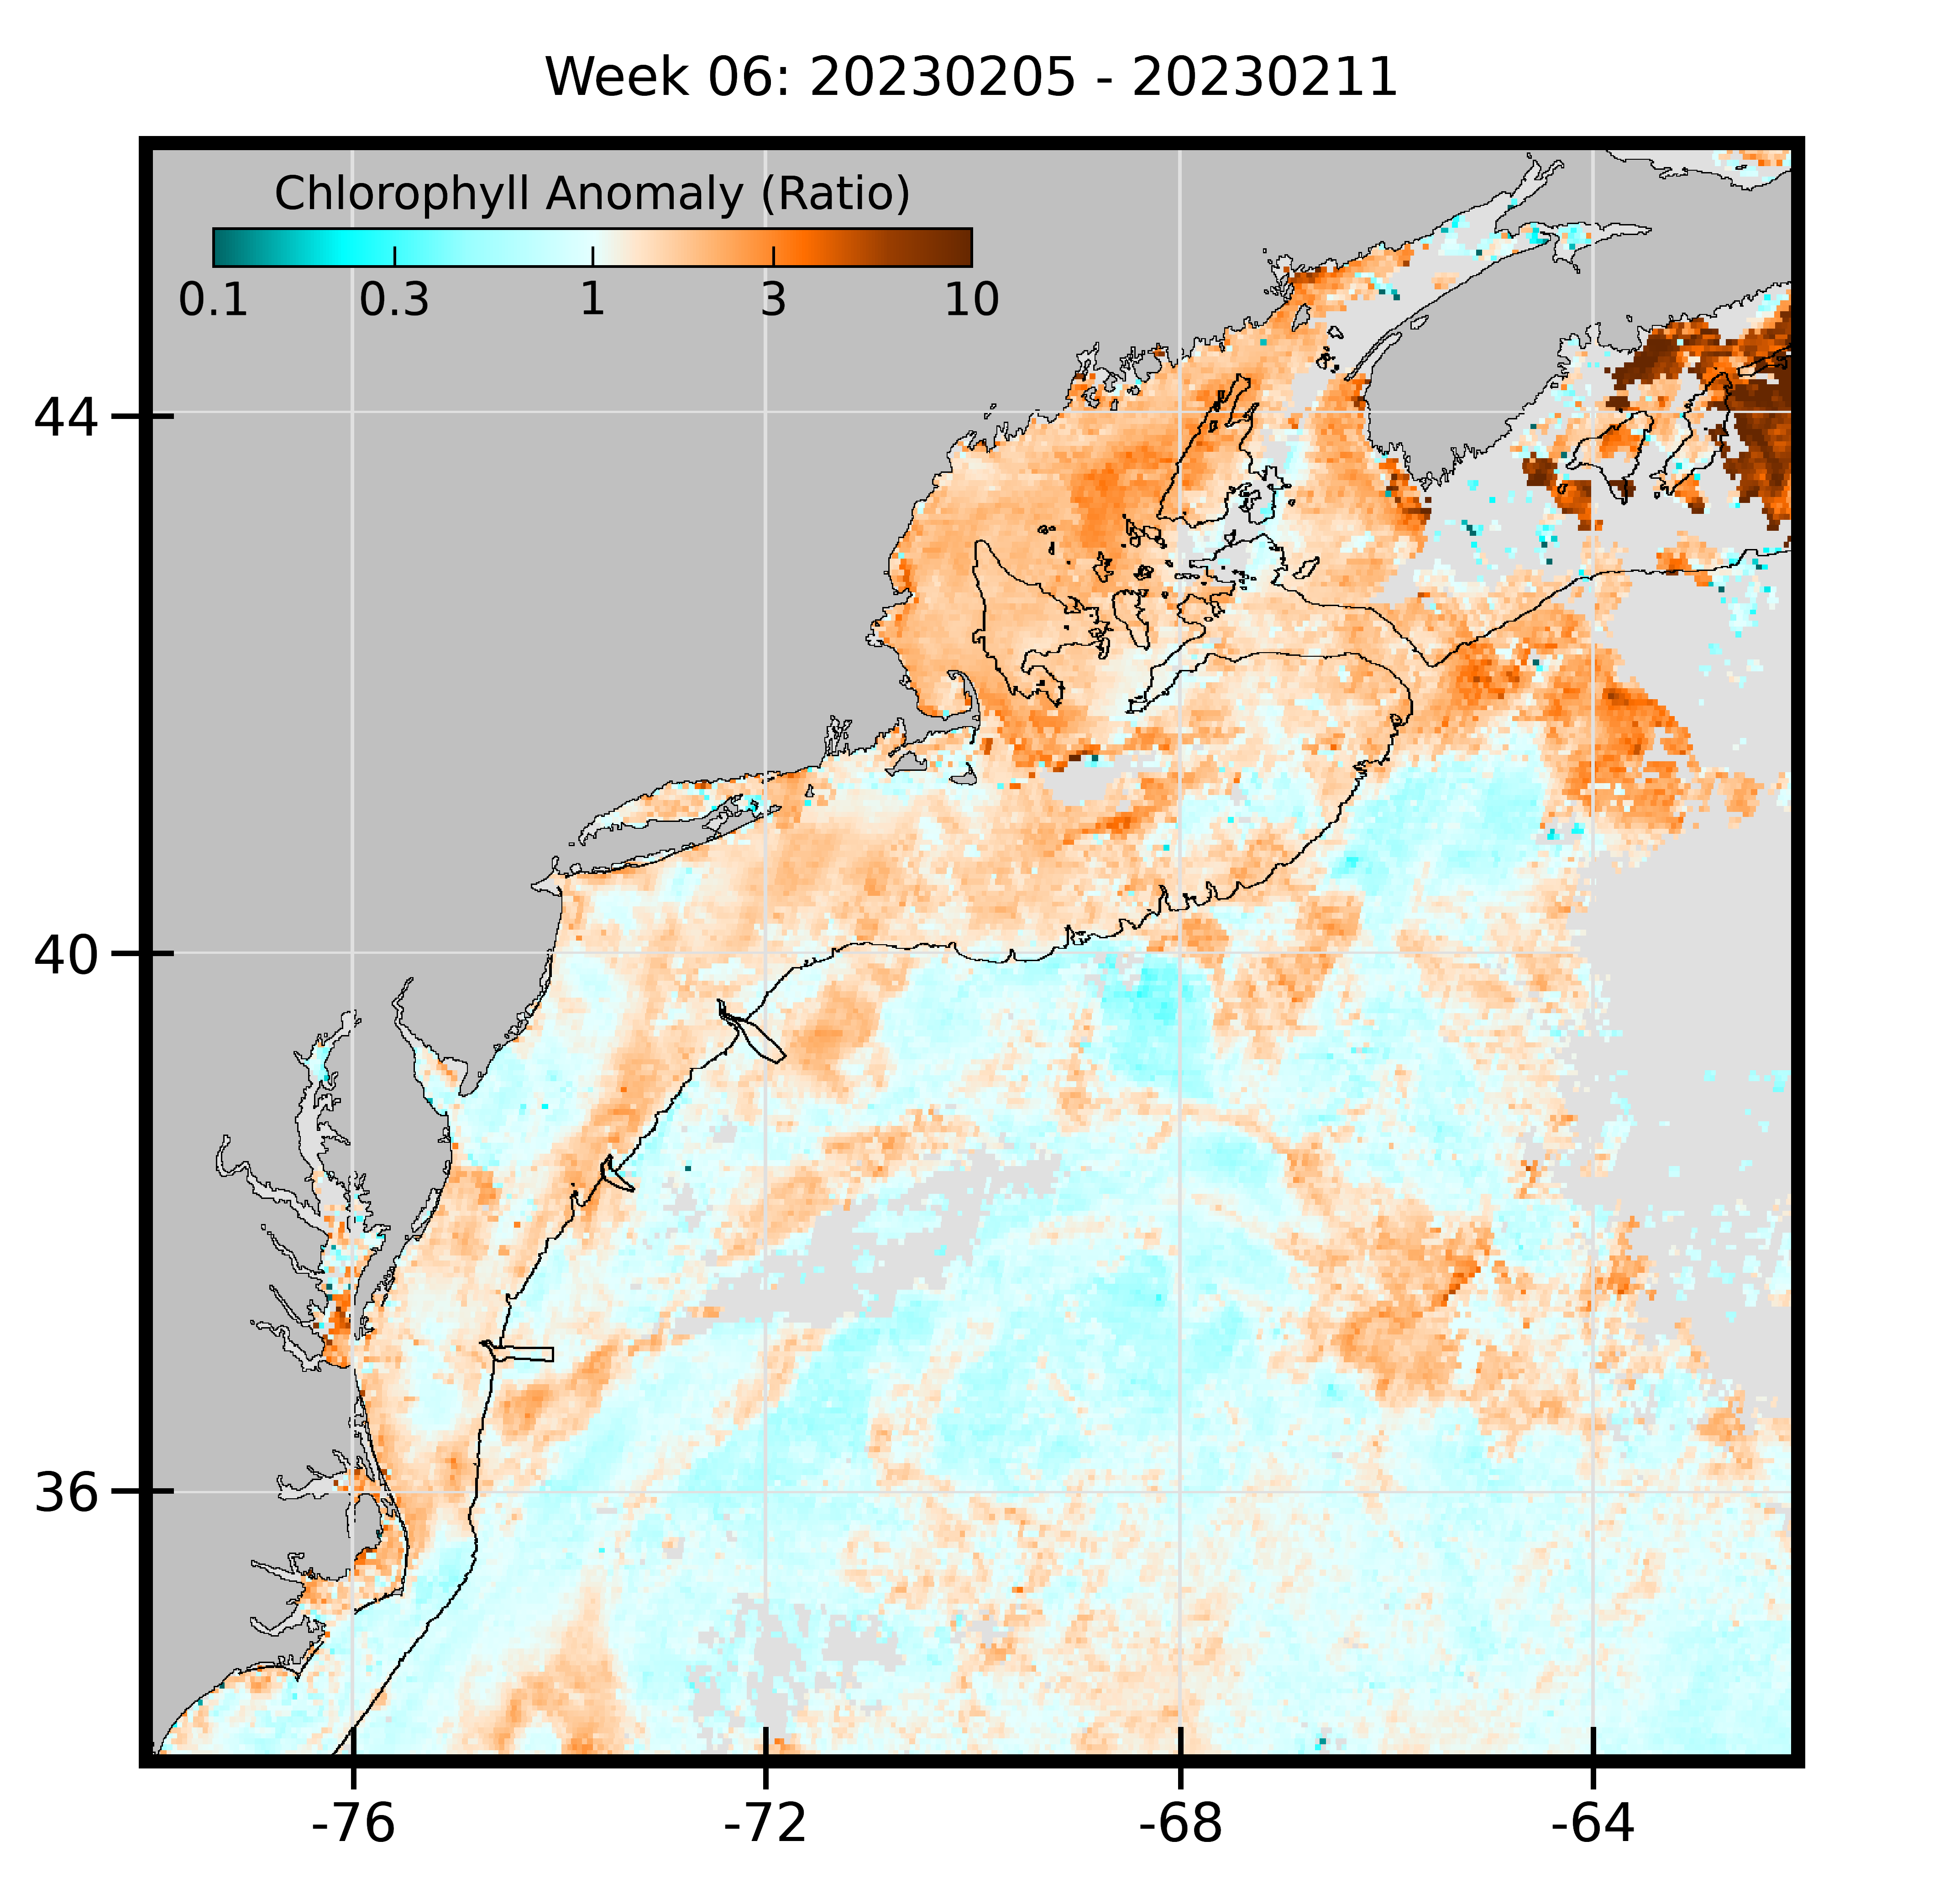 Week 06: 20230205 - 20230211
Chlorophyll Anomaly (Ratio)
0.1 0.3 1 3 10
44
40
36
-76 -72 -68 -64